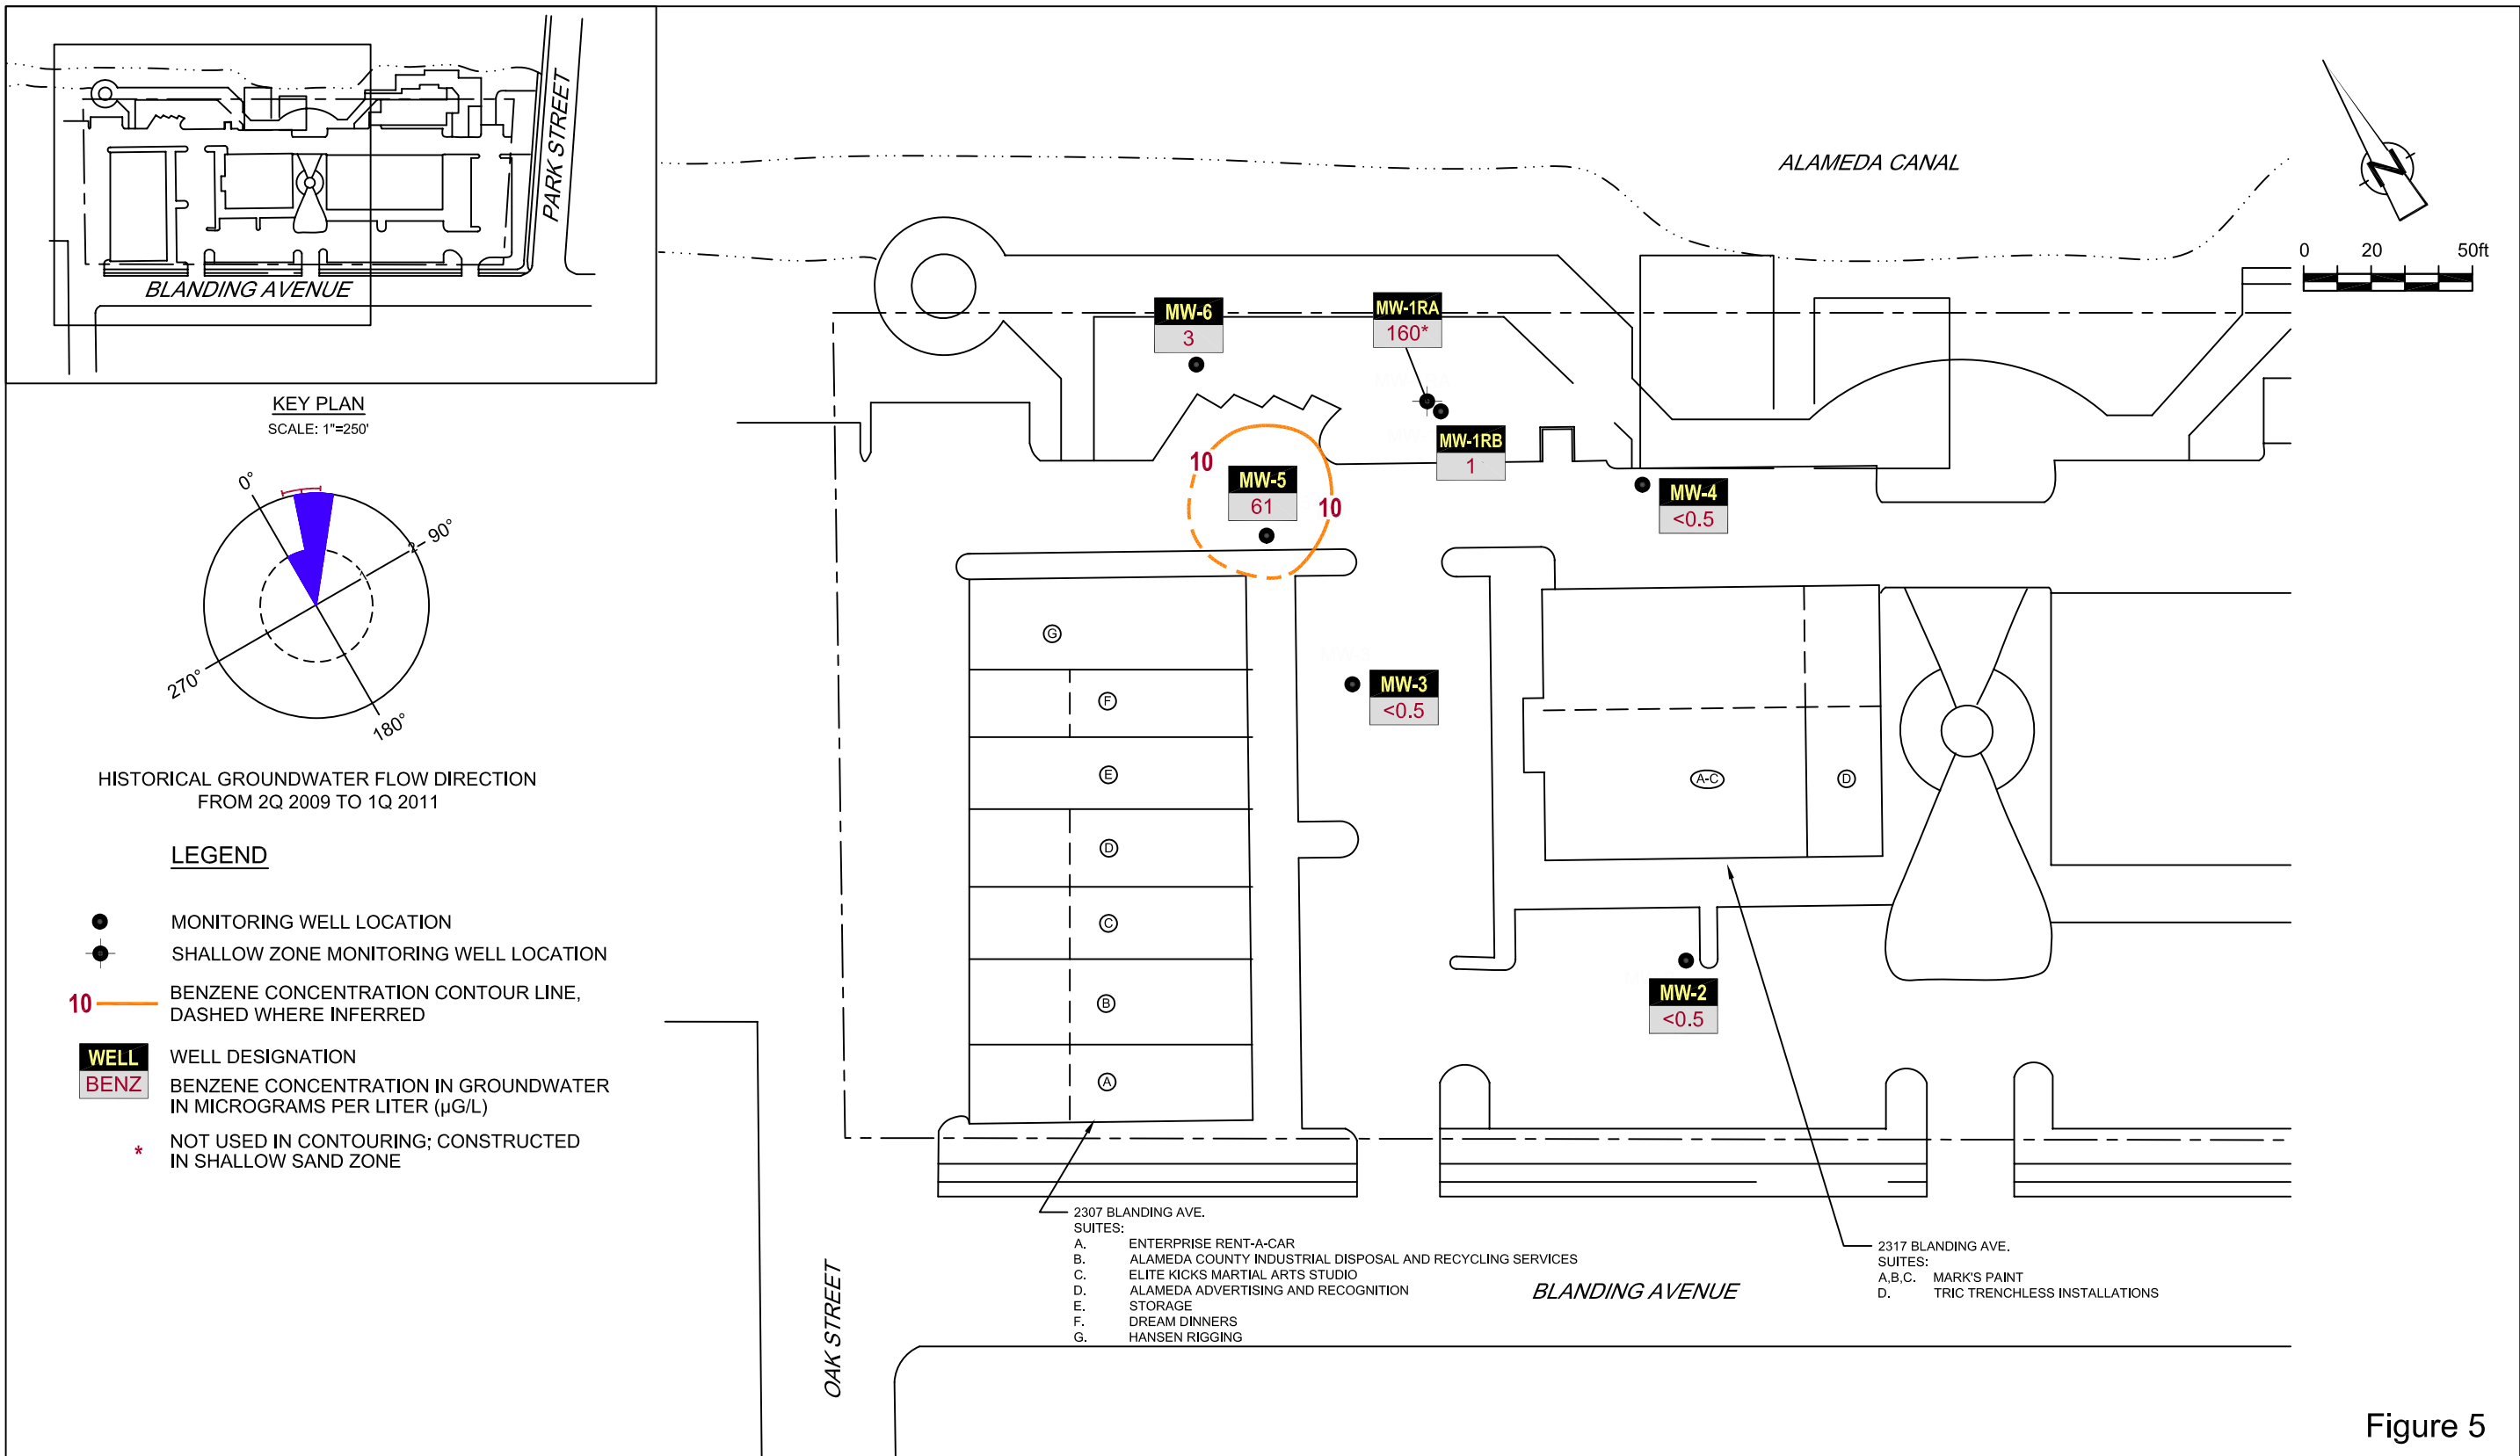 PARK STREET
BLANDING AVENUE
KEY PLAN
SCALE: 1"=250'
0°
90°
2
270°
180°
HISTORICAL GROUNDWATER FLOW DIRECTION
FROM 2Q 2009 TO 1Q 2011
LEGEND
MONITORING WELL LOCATION
SHALLOW ZONE MONITORING WELL LOCATION
10
BENZENE CONCENTRATION CONTOUR LINE,
DASHED WHERE INFERRED
WELL
WELL DESIGNATION
BENZ
BENZENE CONCENTRATION IN GROUNDWATER
IN MICROGRAMS PER LITER (µG/L)
*
NOT USED IN CONTOURING; CONSTRUCTED
IN SHALLOW SAND ZONE
ALAMEDA CANAL
N
0 20 50ft
MW-6
3
MW-1RA
160*
MW-1RB
1
10
MW-5
61
10
MW-4
<0.5
MW-3
<0.5
MW-2
<0.5
G
F
E
D
C
B
A
A-C
D
2307 BLANDING AVE.
SUITES:
A. ENTERPRISE RENT-A-CAR
B. ALAMEDA COUNTY INDUSTRIAL DISPOSAL AND RECYCLING SERVICES
C. ELITE KICKS MARTIAL ARTS STUDIO
D. ALAMEDA ADVERTISING AND RECOGNITION
E. STORAGE
F. DREAM DINNERS
G. HANSEN RIGGING
2317 BLANDING AVE.
SUITES:
A,B,C. MARK'S PAINT
D. TRIC TRENCHLESS INSTALLATIONS
BLANDING AVENUE
OAK STREET
Figure 5